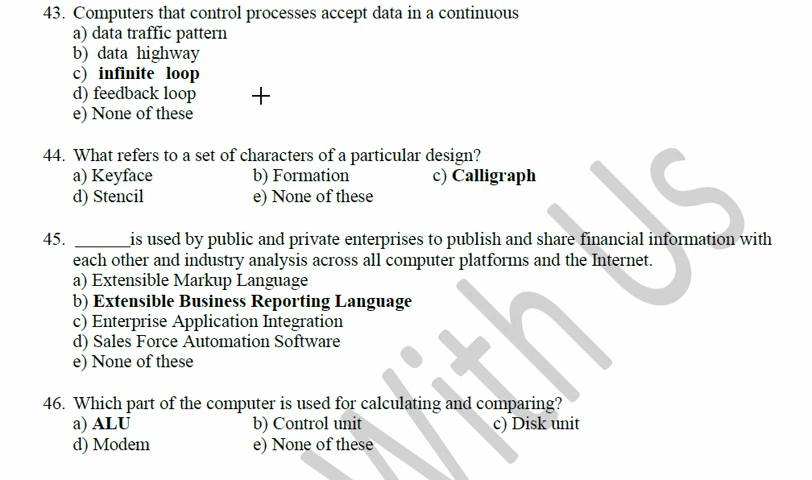 43. Computers that control processes accept data in a continuous
a) data traffic pattern
b) data highway
c) infinite loop
d) feedback loop
e) None of these
44. What refers to a set of characters of a particular design?
a) Keyface b) Formation c) Calligraph
d) Stencil e) None of these
45. ______is used by public and private enterprises to publish and share financial information with
each other and industry analysis across all computer platforms and the Internet.
a) Extensible Markup Language
b) Extensible Business Reporting Language
c) Enterprise Application Integration
d) Sales Force Automation Software
e) None of these
46. Which part of the computer is used for calculating and comparing?
a) ALU b) Control unit c) Disk unit
d) Modem e) None of these
With Us